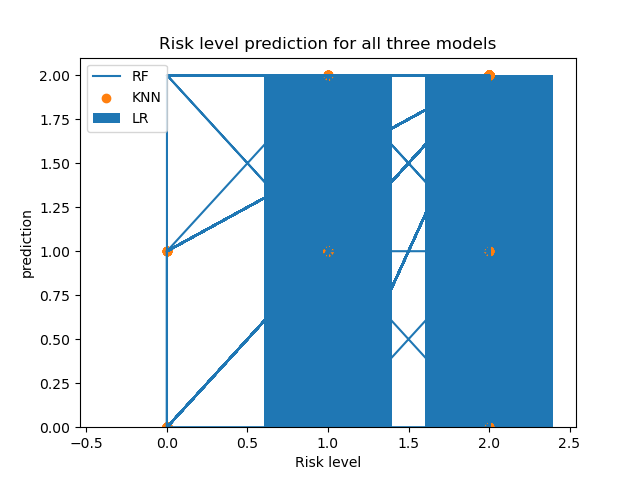 Risk level prediction for all three models
RF
KNN
LR
prediction
2.00
1.75
1.50
1.25
1.00
0.75
0.50
0.25
0.00
−0.5 0.0 0.5 1.0 1.5 2.0 2.5
Risk level